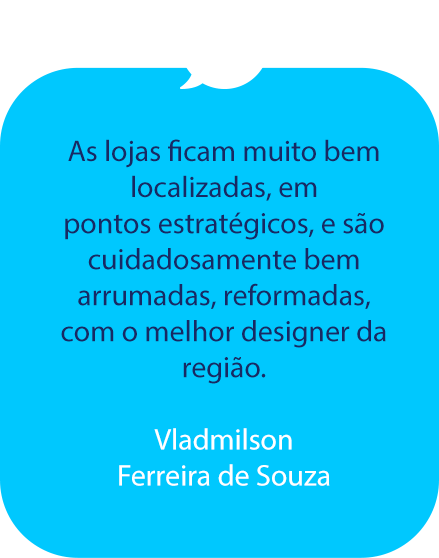 As lojas ficam muito bem
localizadas, em
pontos estratégicos, e são
cuidadosamente bem
arrumadas, reformadas,
com o melhor designer da
região.
Vladmilson
Ferreira de Souza